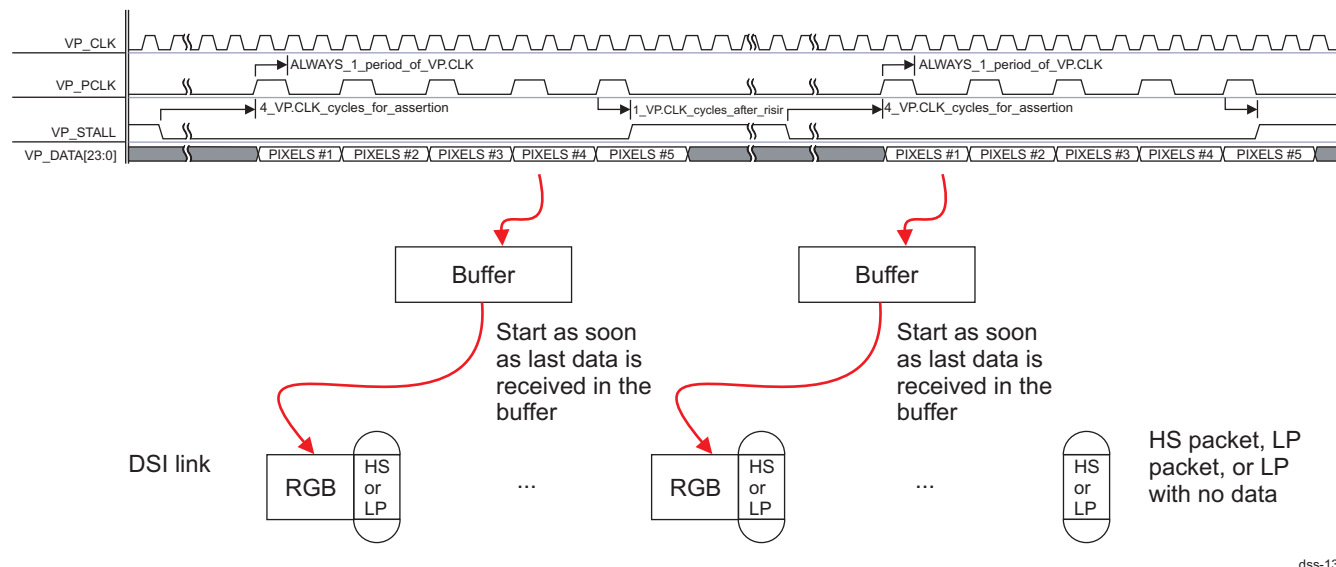 VP_CLK
ALWAYS_1_period_of_VP.CLK
ALWAYS_1_period_of_VP.CLK
VP_PCLK
4_VP.CLK_cycles_for_assertion
1_VP.CLK_cycles_after_risir
4_VP.CLK_cycles_for_assertion
VP_STALL
VP_DATA[23:0]
PIXELS #1
PIXELS #2
PIXELS #3
PIXELS #4
PIXELS #5
PIXELS #1
PIXELS #2
PIXELS #3
PIXELS #4
PIXELS #5
Buffer
Buffer
Start as soon
as last data is
received in the
buffer
Start as soon
as last data is
received in the
buffer
DSI link
RGB
HS
or
LP
...
RGB
HS
or
LP
...
HS
or
LP
HS packet, LP
packet, or LP
with no data
dss-13